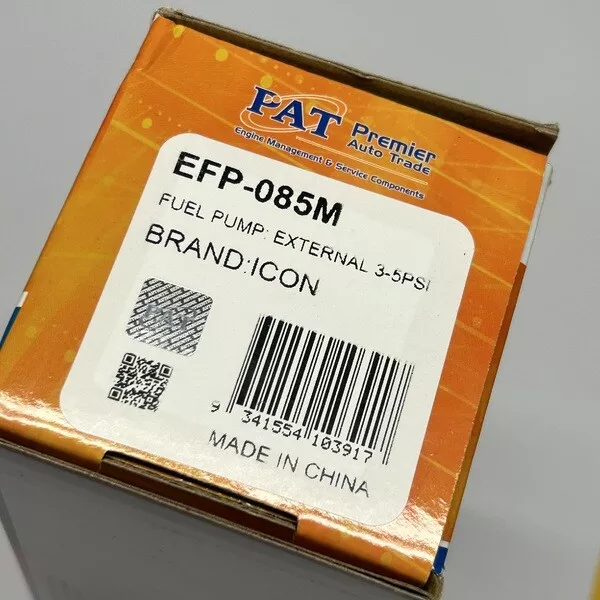 PAT Premier
Auto Trade
Engine Management & Service Components
EFP-085M
FUEL PUMP: EXTERNAL 3-5PSI
BRAND:ICON
PAT
9 341554 103917
MADE IN CHINA